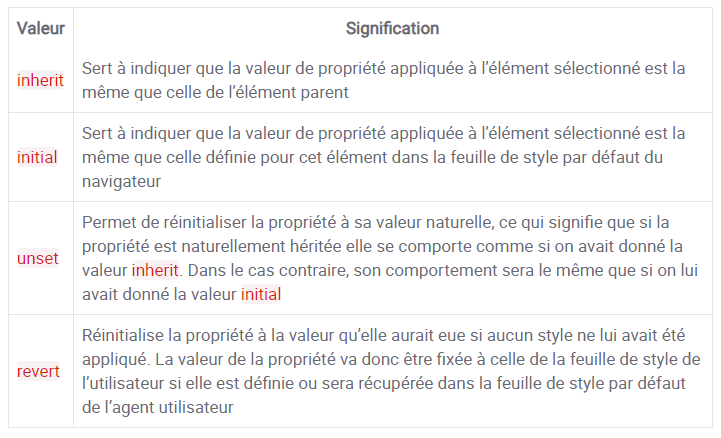 Valeur Signification
inherit
Sert à indiquer que la valeur de propriété appliquée à l’élément sélectionné est la
même que celle de l’élément parent
initial
Sert à indiquer que la valeur de propriété appliquée à l’élément sélectionné est la
même que celle définie pour cet élément dans la feuille de style par défaut du
navigateur
unset
Permet de réinitialiser la propriété à sa valeur naturelle, ce qui signifie que si la
propriété est naturellement héritée elle se comporte comme si on avait donné la
valeur inherit. Dans le cas contraire, son comportement sera le même que si on lui
avait donné la valeur initial
revert
Réinitialise la propriété à la valeur qu’elle aurait eue si aucun style ne lui avait été
appliqué. La valeur de la propriété va donc être fixée à celle de la feuille de style de
l’utilisateur si elle est définie ou sera récupérée dans la feuille de style par défaut
de l’agent utilisateur